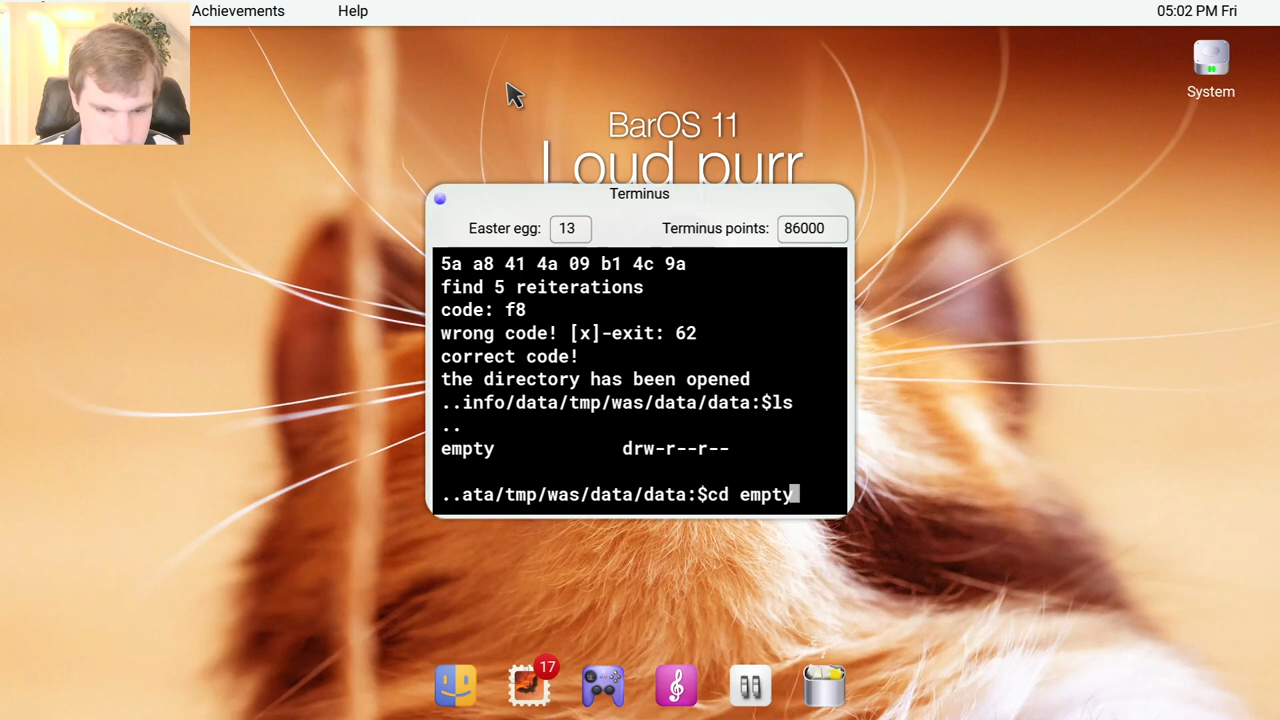 Achievements
Help
05:02 PM Fri
System
BarOS 11
Loud purr
Terminus
Easter egg: 13
Terminus points: 86000
5a a8 41 4a 09 b1 4c 9a
find 5 reiterations
code: f8
wrong code! [x]-exit: 62
correct code!
the directory has been opened
..info/data/tmp/was/data/data:$ls
..
empty drw-r--r--
..ata/tmp/was/data/data:$cd empty
17